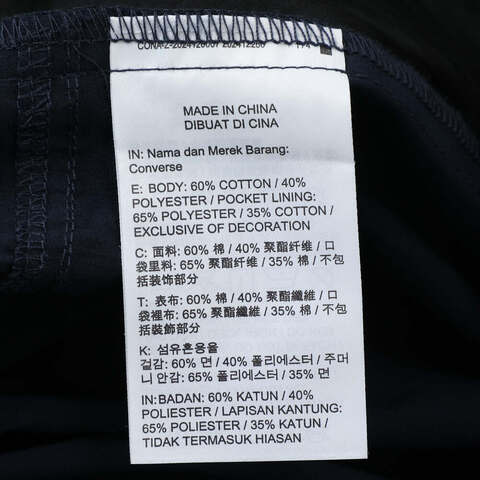 MADE IN CHINA
DIBUAT DI CINA
IN: Nama dan Merek Barang:
Converse
E: BODY: 60% COTTON / 40%
POLYESTER / POCKET LINING:
65% POLYESTER / 35% COTTON /
EXCLUSIVE OF DECORATION
C: 面料: 60% 棉 / 40% 聚酯纤维 / 口
袋里料: 65% 聚酯纤维 / 35% 棉 / 不包
括装饰部分
T: 表布: 60% 棉 / 40% 聚酯纖維 / 口
袋裡布: 65% 聚酯纖維 / 35% 棉 / 不包
括裝飾部分
K: 섬유혼용율
겉감: 60% 면 / 40% 폴리에스터 / 주머
니 안감: 65% 폴리에스터 / 35% 면
IN:BADAN: 60% KATUN / 40%
POLIESTER / LAPISAN KANTUNG:
65% POLIESTER / 35% KATUN /
TIDAK TERMASUK HIASAN